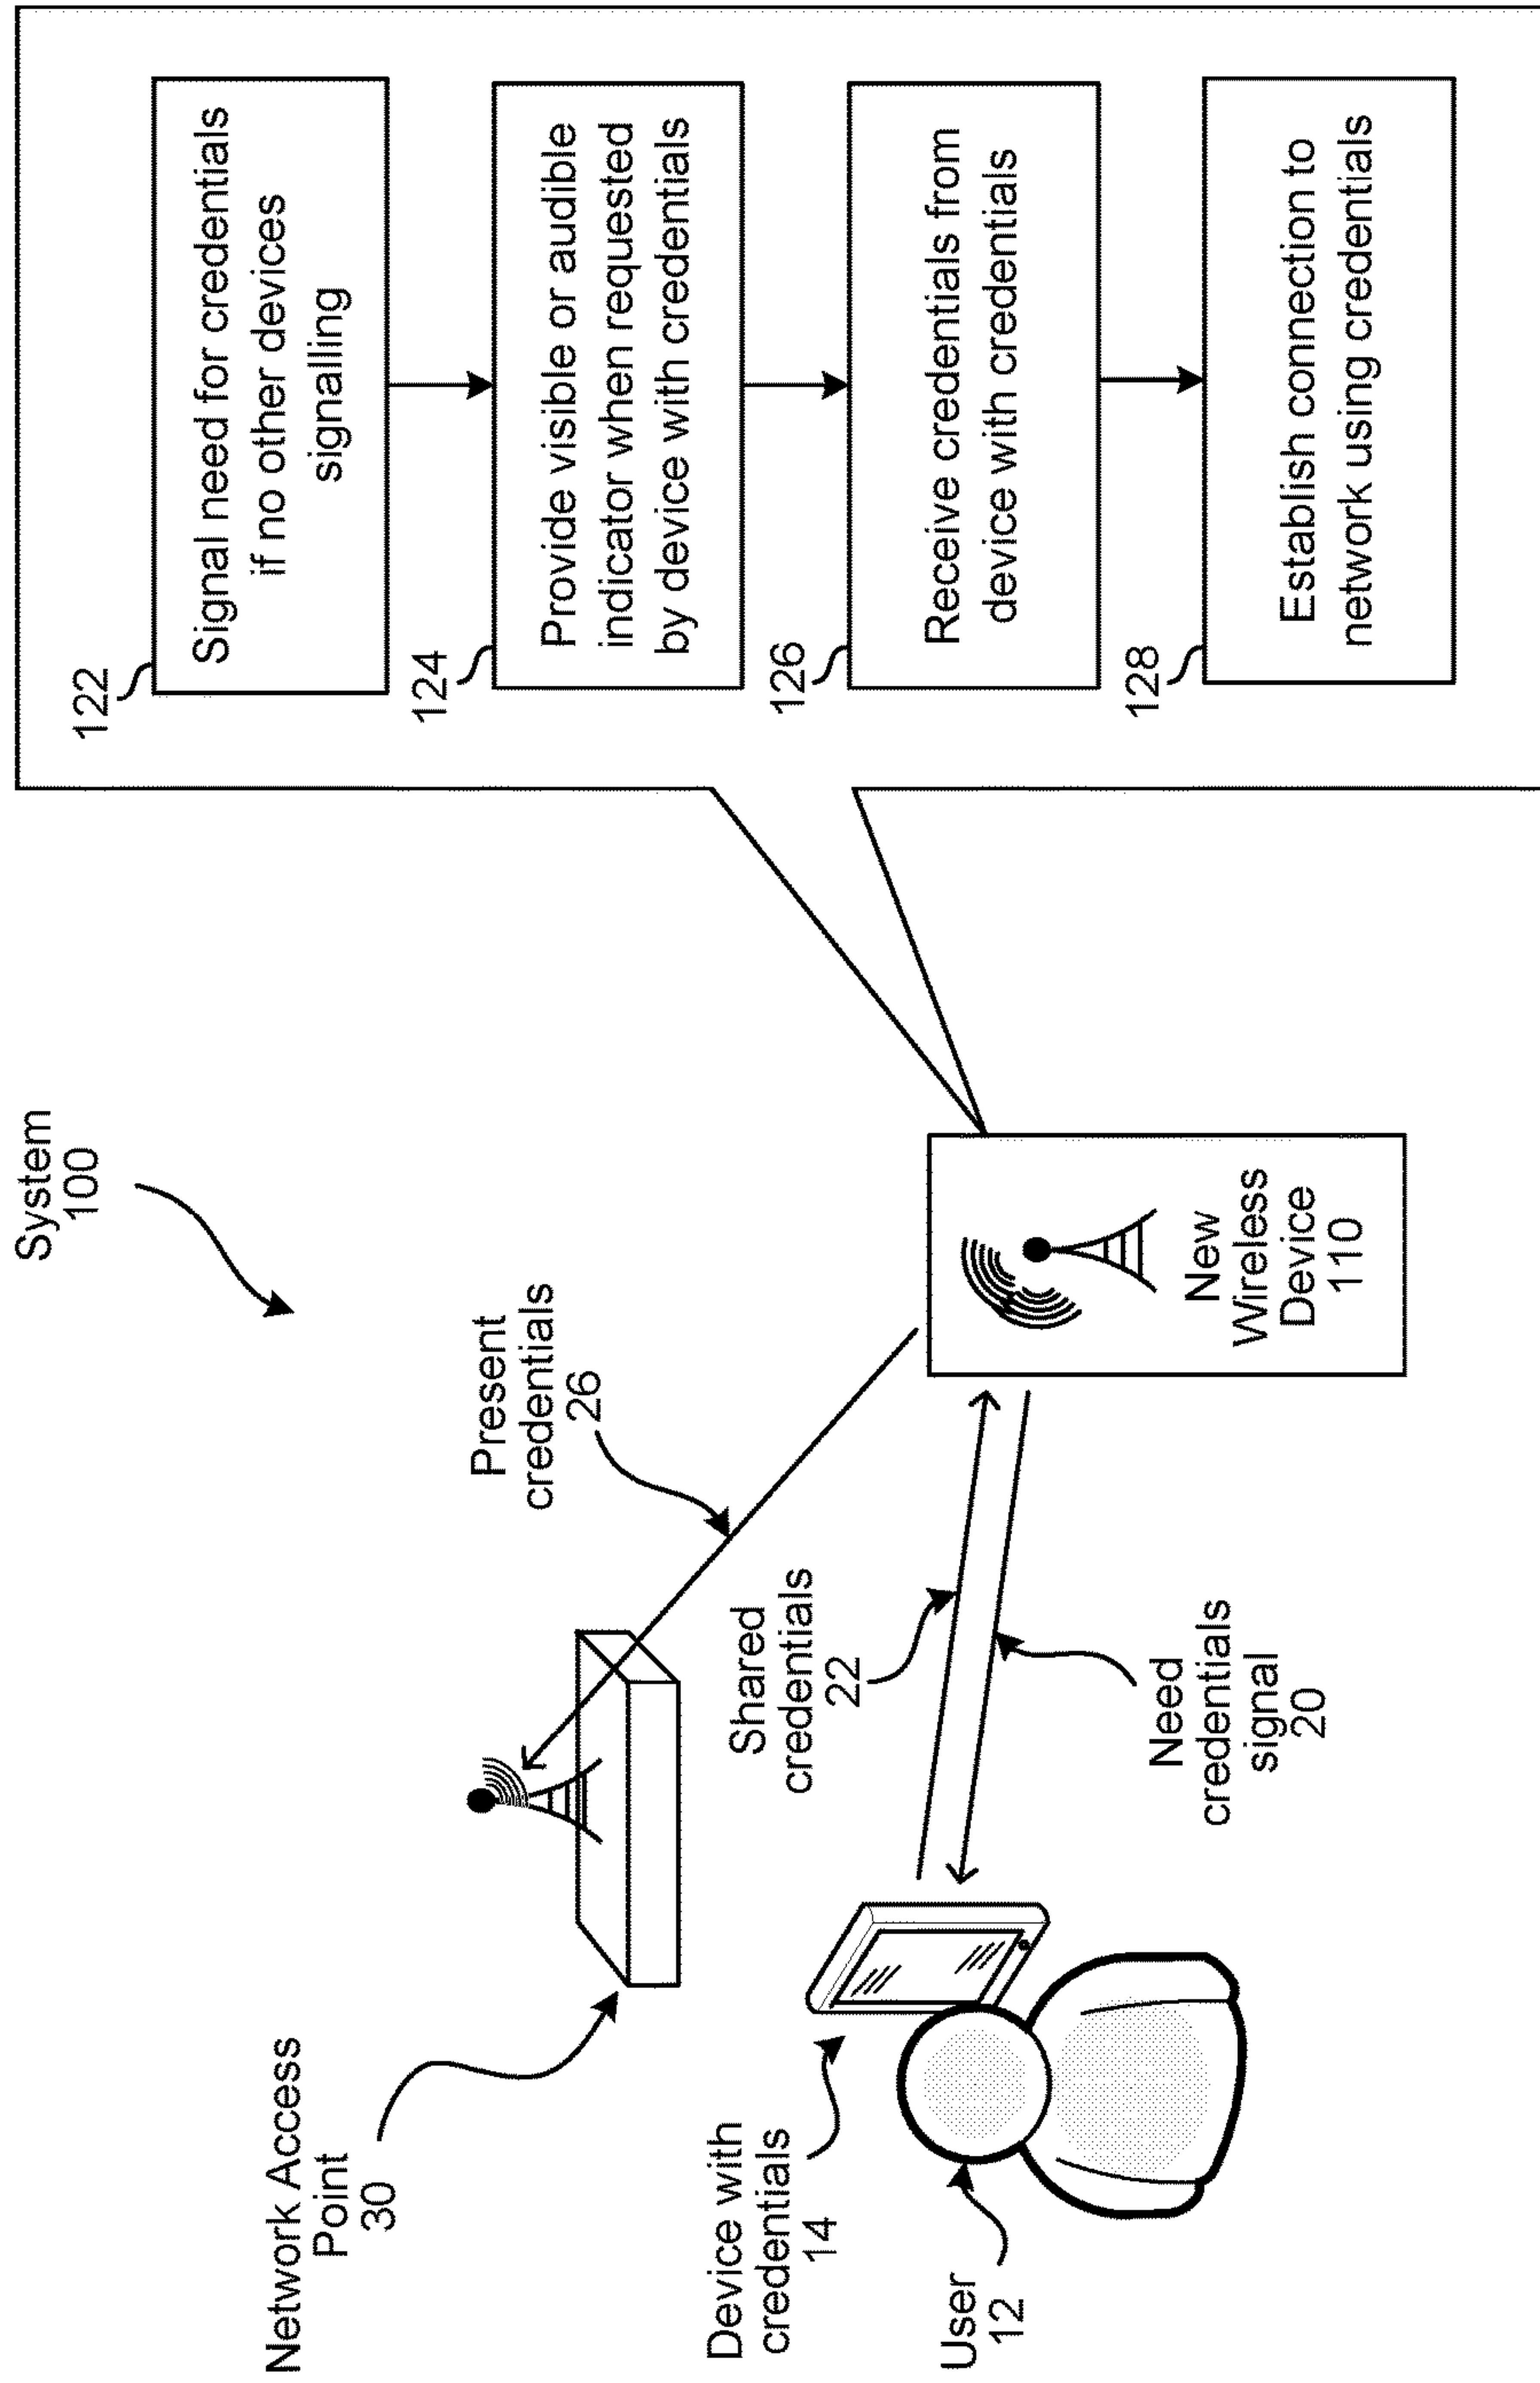 System
100
Network Access
Point
30
Present
credentials
26
Device with
credentials
14
Shared
credentials
22
User
12
Need
credentials
signal
20
New
Wireless
Device
110
122
Signal need for credentials
if no other devices
signalling
124
Provide visible or audible
indicator when requested
by device with credentials
126
Receive credentials from
device with credentials
128
Establish connection to
network using credentials